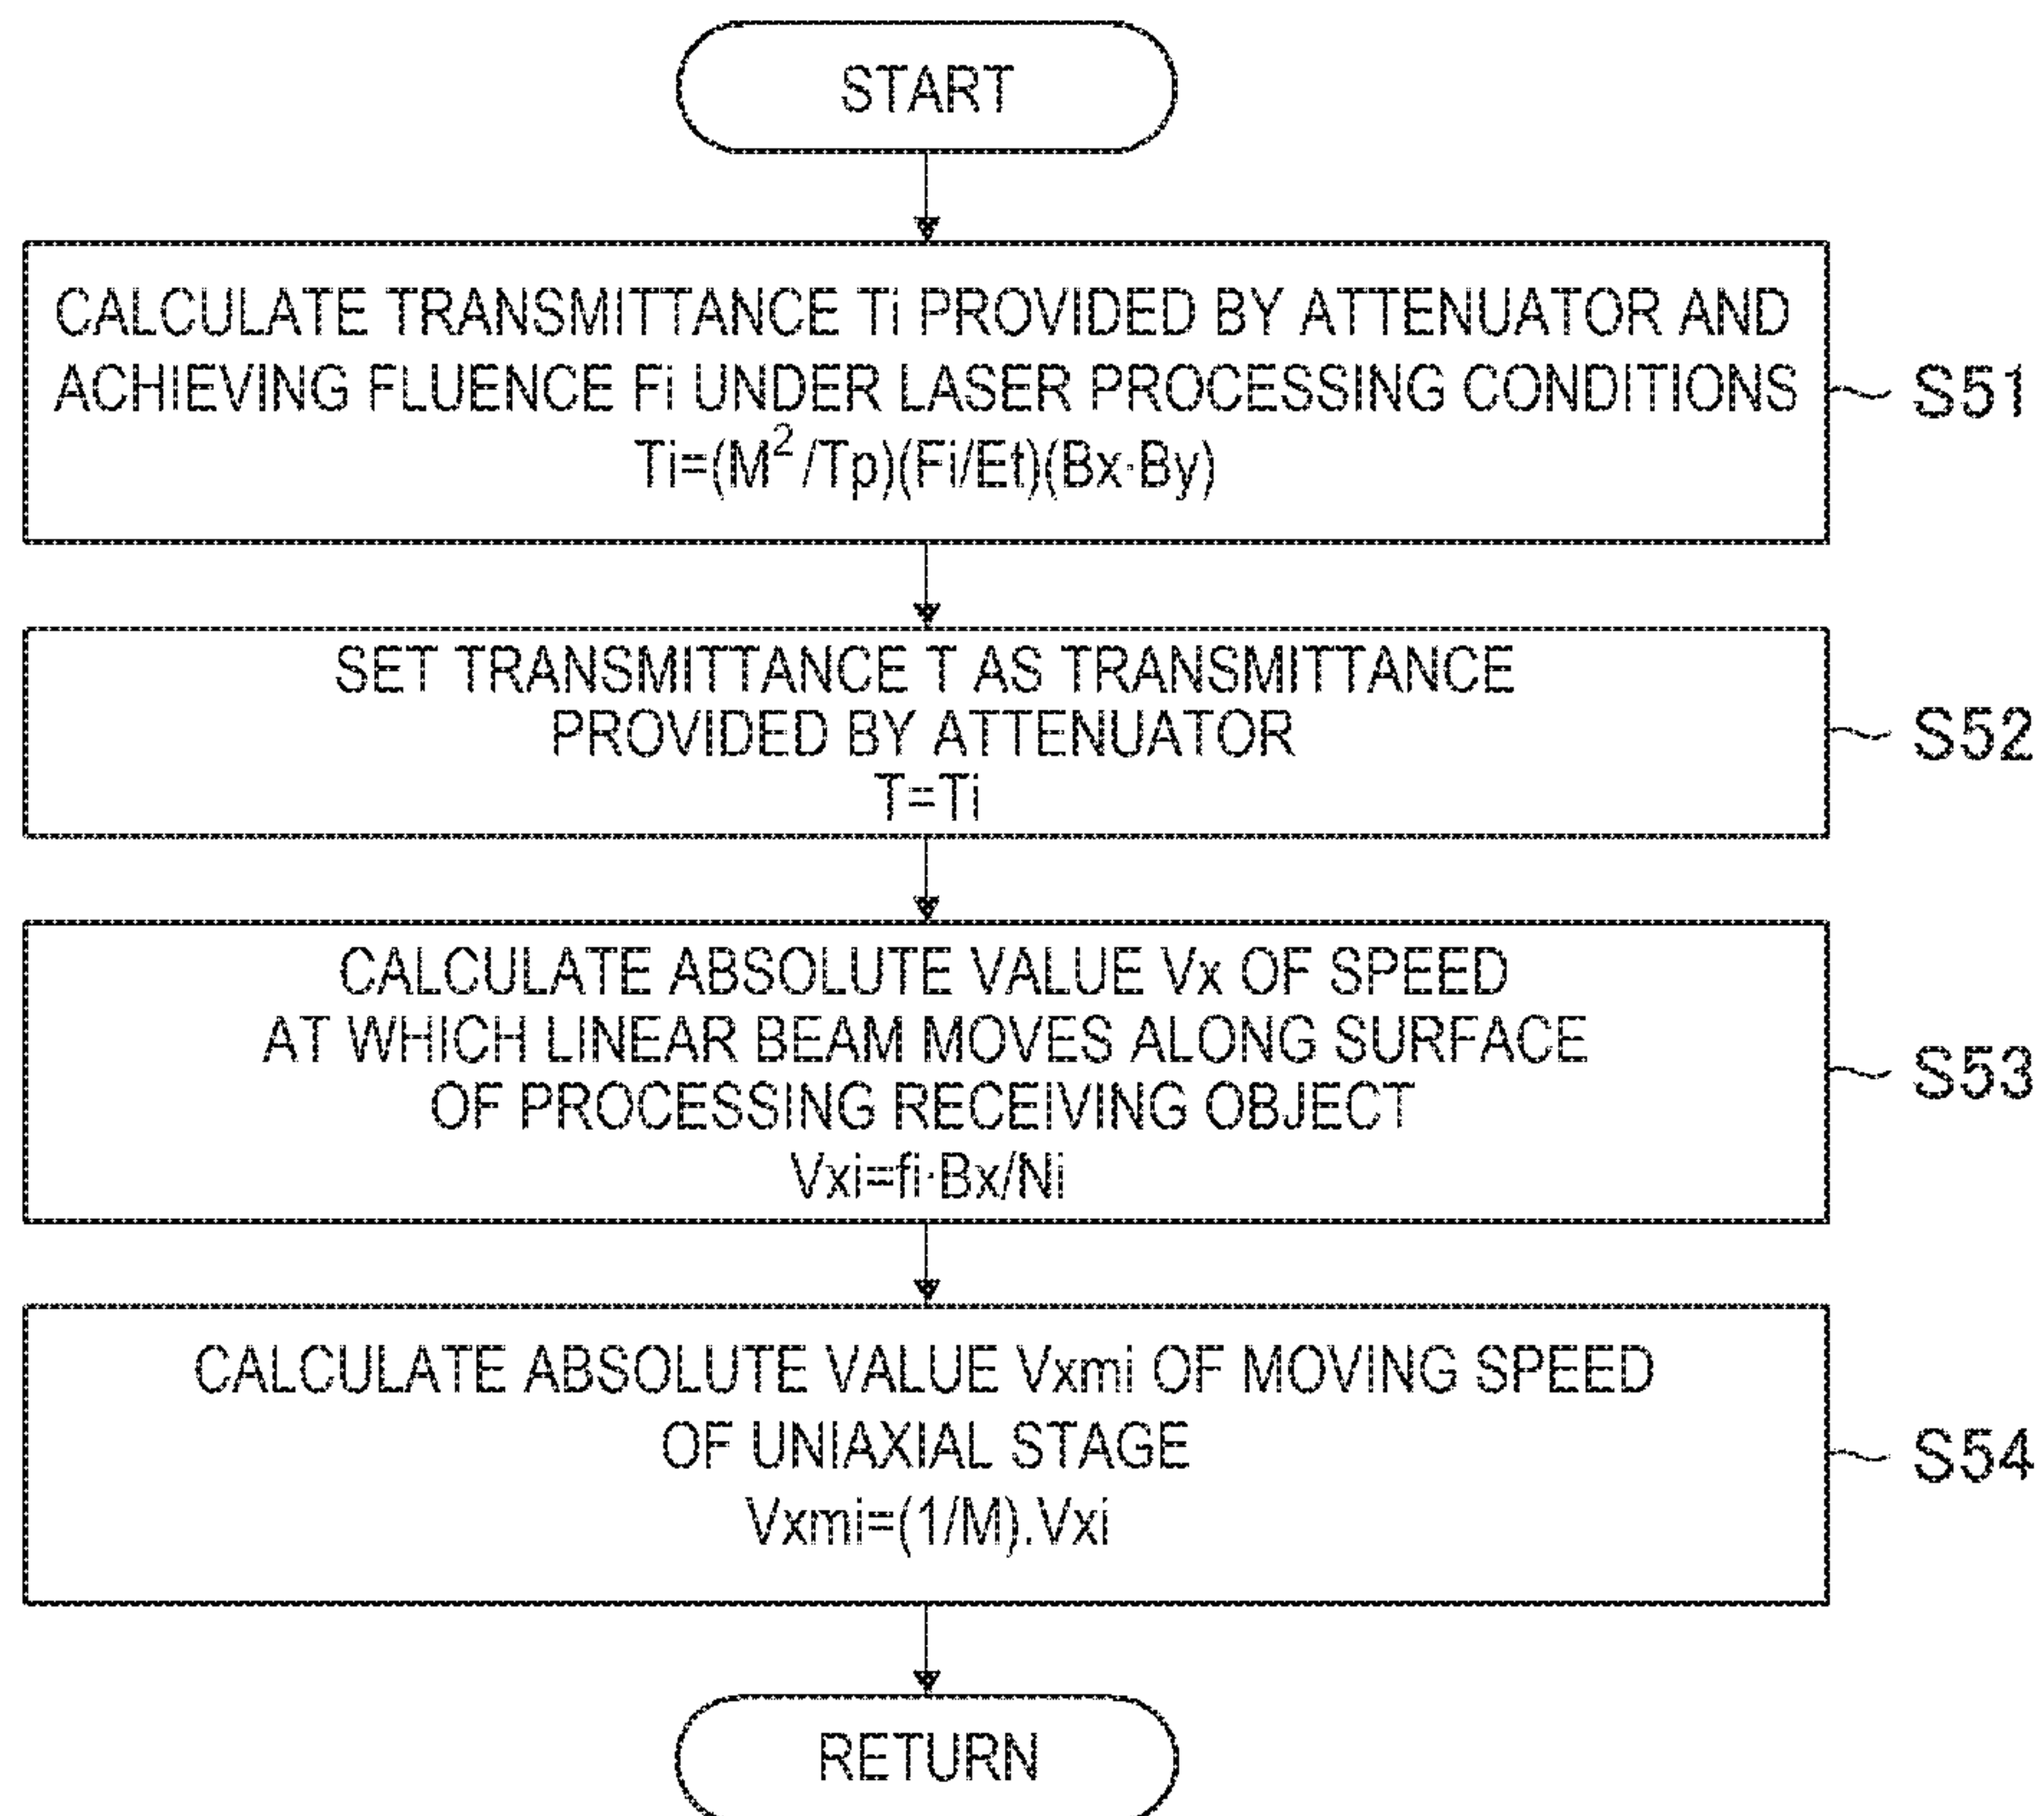 START
CALCULATE TRANSMITTANCE Ti PROVIDED BY ATTENUATOR AND
ACHIEVING FLUENCE Fi UNDER LASER PROCESSING CONDITIONS
Ti=(M²/Tp)(Fi/Et)(Bx·By)
S51
SET TRANSMITTANCE T AS TRANSMITTANCE
PROVIDED BY ATTENUATOR
T=Ti
S52
CALCULATE ABSOLUTE VALUE Vx OF SPEED
AT WHICH LINEAR BEAM MOVES ALONG SURFACE
OF PROCESSING RECEIVING OBJECT
Vxi=fi·Bx/Ni
S53
CALCULATE ABSOLUTE VALUE Vxmi OF MOVING SPEED
OF UNIAXIAL STAGE
Vxmi=(1/M).Vxi
S54
RETURN